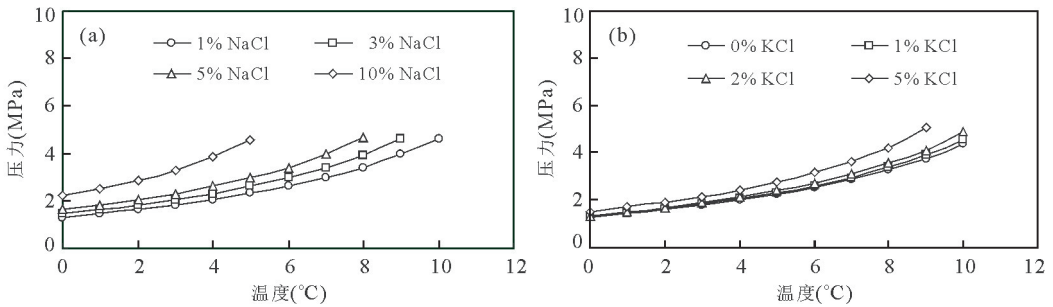 (a)
1% NaCl
3% NaCl
5% NaCl
10% NaCl
压力(MPa)
10
8
6
4
2
0
0 2 4 6 8 10 12
温度(℃)
(b)
0% KCl
1% KCl
2% KCl
5% KCl
压力(MPa)
10
8
6
4
2
0
0 2 4 6 8 10 12
温度(℃)